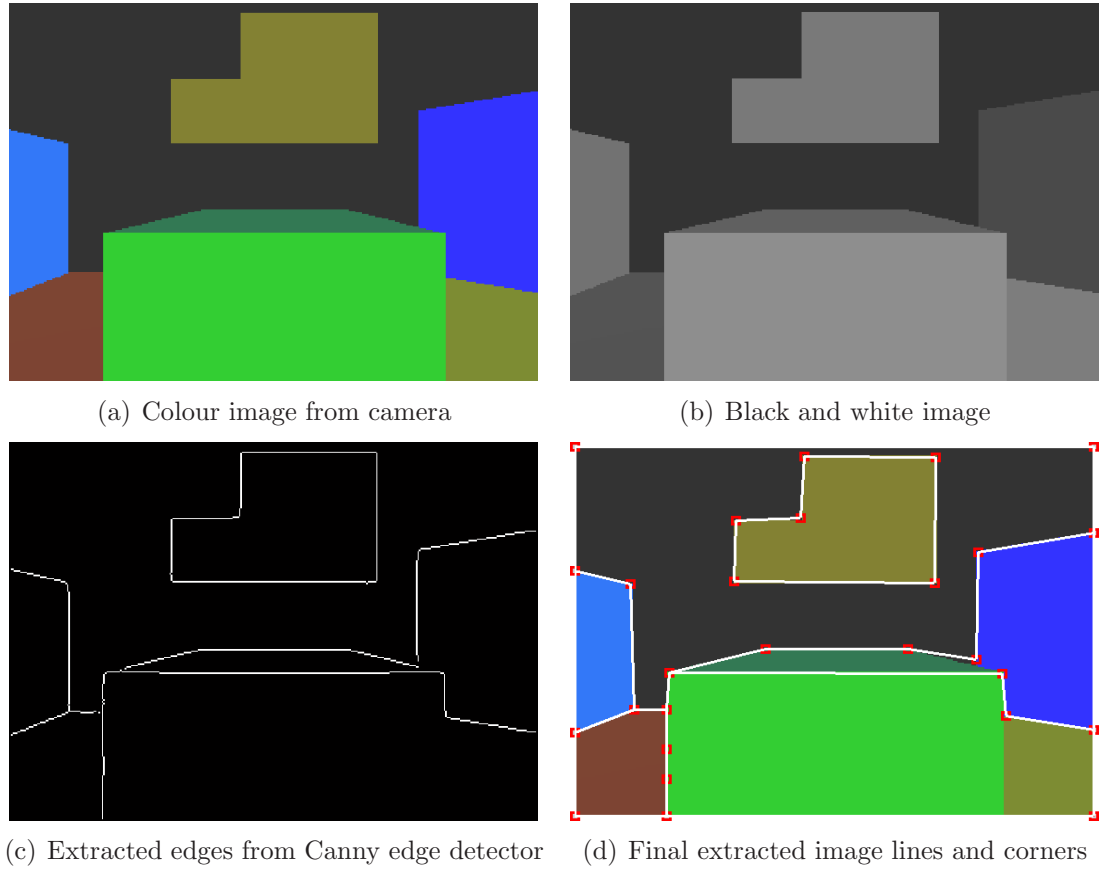 (a) Colour image from camera
(b) Black and white image
(c) Extracted edges from Canny edge detector
(d) Final extracted image lines and corners